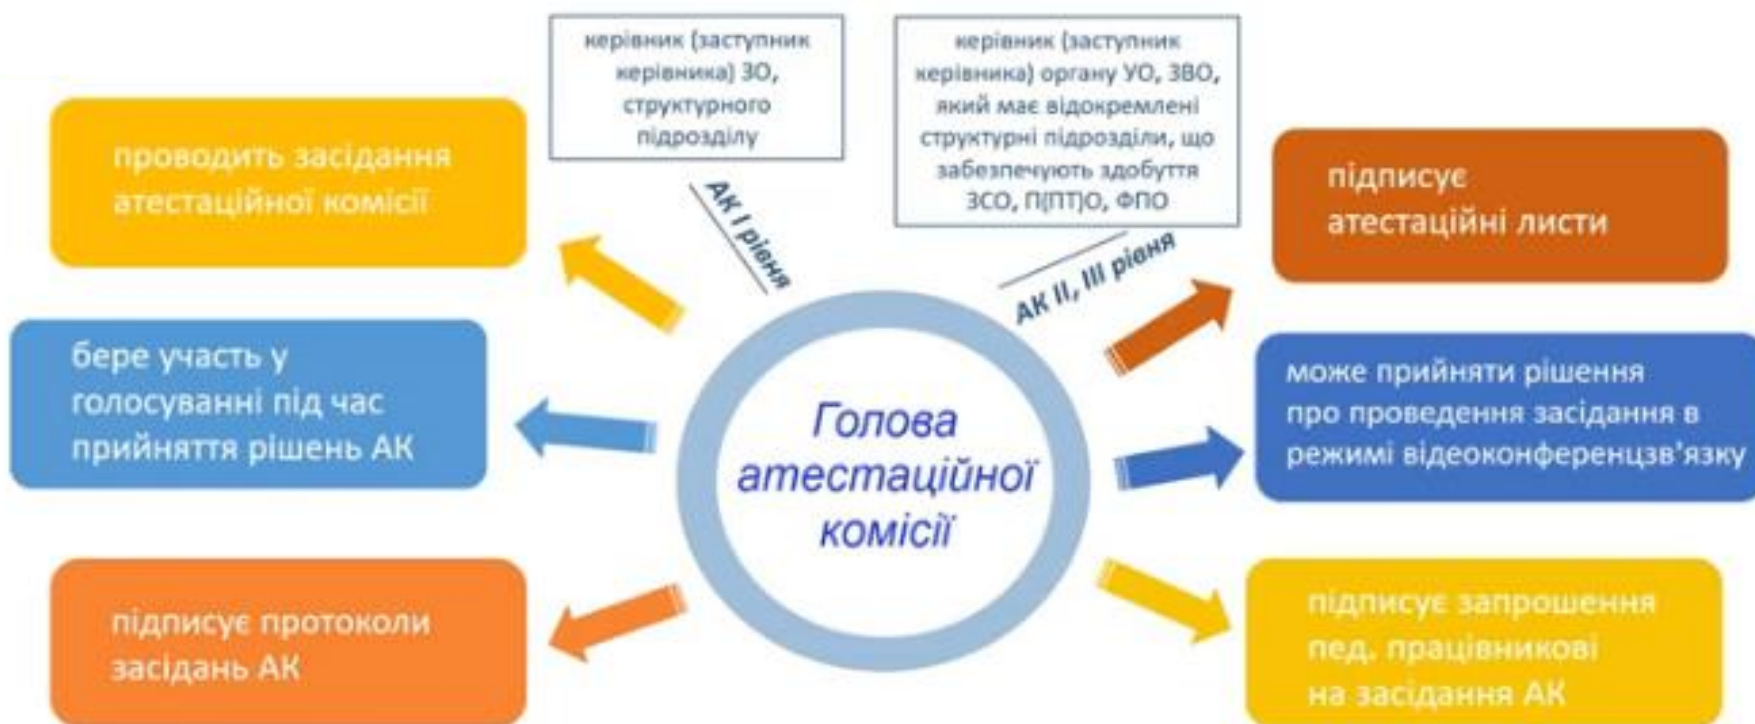 керівник (заступник
керівника) ЗО,
структурного
підрозділу
керівник (заступник
керівника) органу УО, ЗВО,
який має відокремлені
структурні підрозділи, що
забезпечують здобуття
ЗСО, П(ПТ)О, ФПО
АК І рівня
АК ІІ, ІІІ рівня
проводить засідання
атестаційної комісії
бере участь у
голосуванні під час
прийняття рішень АК
підписує протоколи
засідань АК
Голова
атестаційної
комісії
підписує
атестаційні листи
може прийняти рішення
про проведення засідання в
режимі відеоконференцзв'язку
підписує запрошення
пед. працівникові
на засідання АК